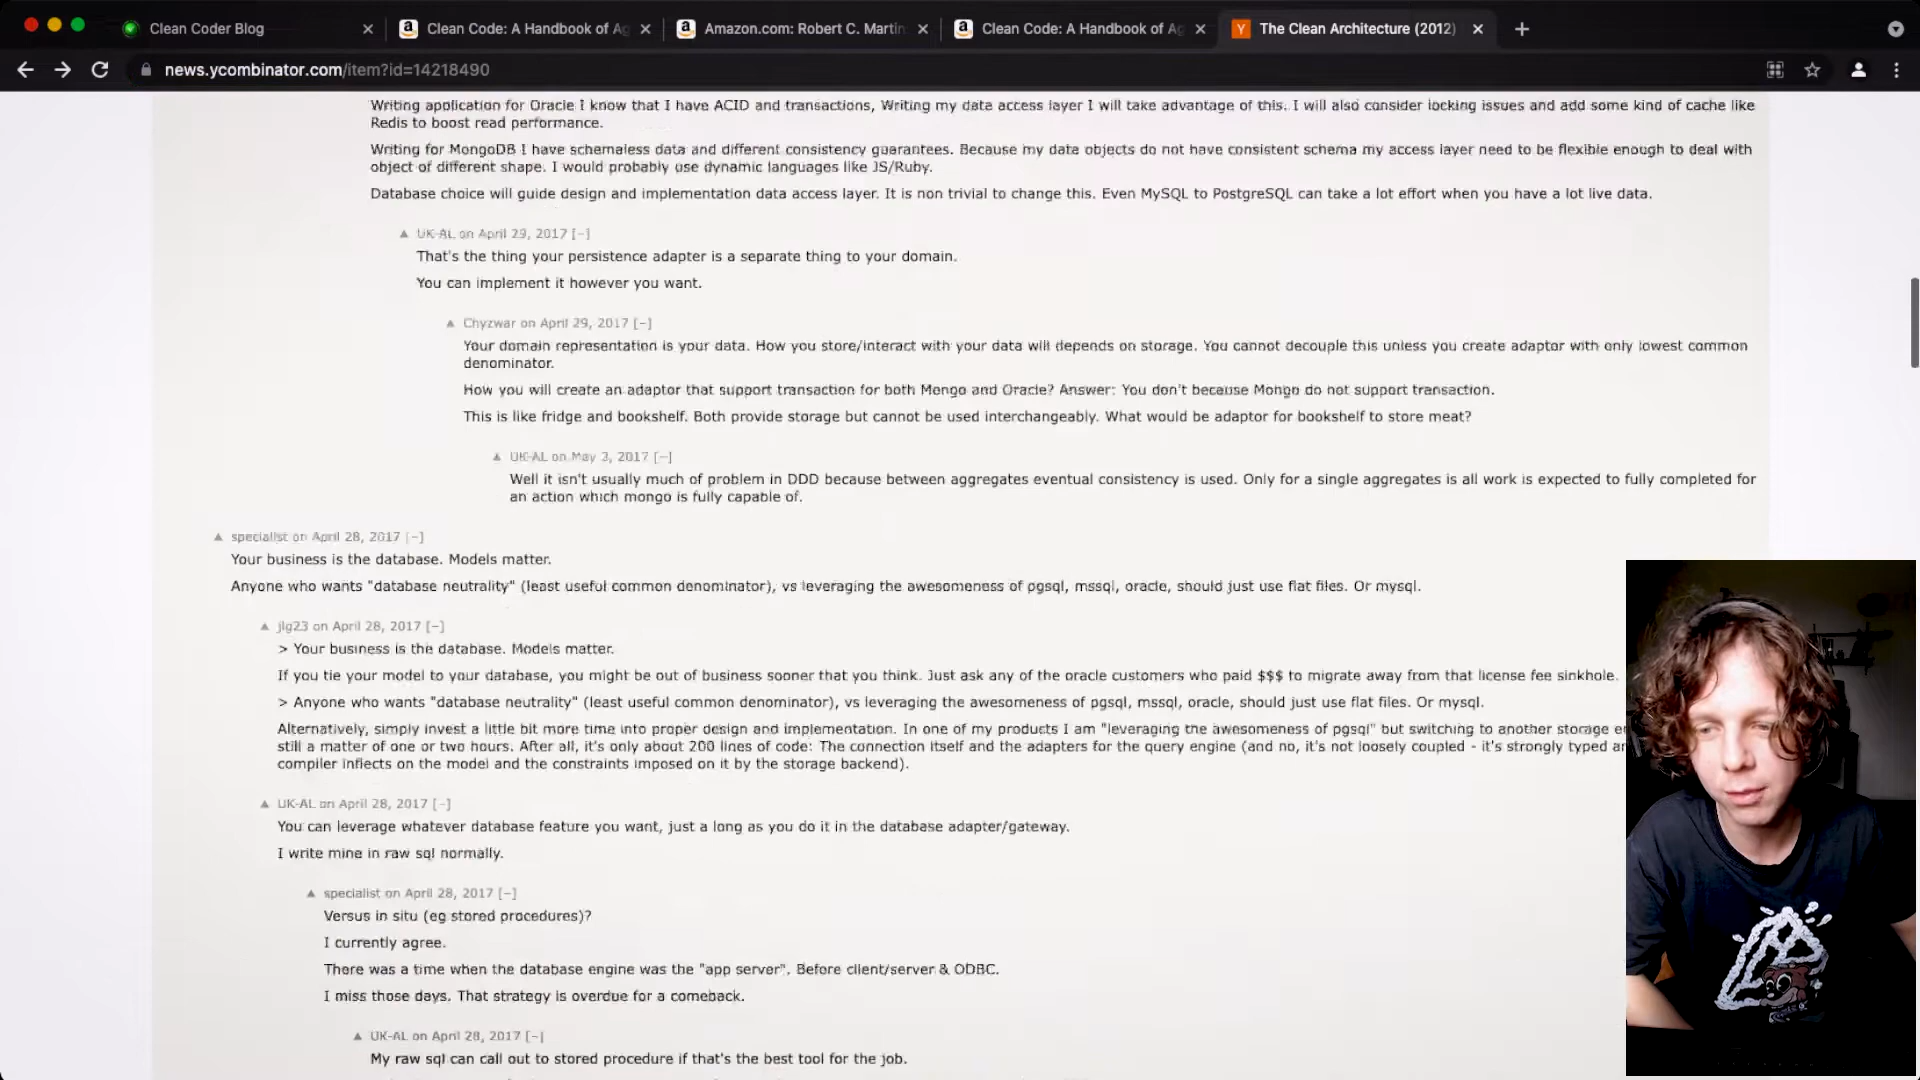 Clean Coder Blog
Clean Code: A Handbook of Ag
Amazon.com: Robert C. Martin
Clean Code: A Handbook of Ag
The Clean Architecture (2012)
news.ycombinator.com/item?id=14218490
Writing application for Oracle I know that I have ACID and transactions, Writing my data access layer I will take advantage of this. I will also consider locking issues and add some kind of cache like
Redis to boost read performance.
Writing for MongoDB I have schemaless data and different consistency guarantees. Because my data objects do not have consistent schema my access layer need to be flexible enough to deal with
object of different shape. I would probably use dynamic languages like JS/Ruby.
Database choice will guide design and implementation data access layer. It is non trivial to change this. Even MySQL to PostgreSQL can take a lot effort when you have a lot live data.
UK-AL on April 29, 2017 [–]
That's the thing your persistence adapter is a separate thing to your domain.
You can implement it however you want.
Chyzwar on April 29, 2017 [–]
Your domain representation is your data. How you store/interact with your data will depends on storage. You cannot decouple this unless you create adaptor with only lowest common
denominator.
How you will create an adaptor that support transaction for both Mongo and Oracle? Answer: You don't because Mongo do not support transaction.
This is like fridge and bookshelf. Both provide storage but cannot be used interchangeably. What would be adaptor for bookshelf to store meat?
UK-AL on May 3, 2017 [–]
Well it isn't usually much of problem in DDD because between aggregates eventual consistency is used. Only for a single aggregates is all work is expected to fully completed for
an action which mongo is fully capable of.
specialist on April 28, 2017 [–]
Your business is the database. Models matter.
Anyone who wants "database neutrality" (least useful common denominator), vs leveraging the awesomeness of pgsql, mssql, oracle, should just use flat files. Or mysql.
jlg23 on April 28, 2017 [–]
> Your business is the database. Models matter.
If you tie your model to your database, you might be out of business sooner that you think. Just ask any of the oracle customers who paid $$$ to migrate away from that license fee sinkhole.
> Anyone who wants "database neutrality" (least useful common denominator), vs leveraging the awesomeness of pgsql, mssql, oracle, should just use flat files. Or mysql.
Alternatively, simply invest a little bit more time into proper design and implementation. In one of my products I am "leveraging the awesomeness of pgsql" but switching to another storage
still a matter of one or two hours. After all, it's only about 200 lines of code: The connection itself and the adapters for the query engine (and no, it's not loosely coupled - it's strongly typed
compiler inflects on the model and the constraints imposed on it by the storage backend).
UK-AL on April 28, 2017 [–]
You can leverage whatever database feature you want, just a long as you do it in the database adapter/gateway.
I write mine in raw sql normally.
specialist on April 28, 2017 [–]
Versus in situ (eg stored procedures)?
I currently agree.
There was a time when the database engine was the "app server". Before client/server & ODBC.
I miss those days. That strategy is overdue for a comeback.
UK-AL on April 28, 2017 [–]
My raw sql can call out to stored procedure if that's the best tool for the job.